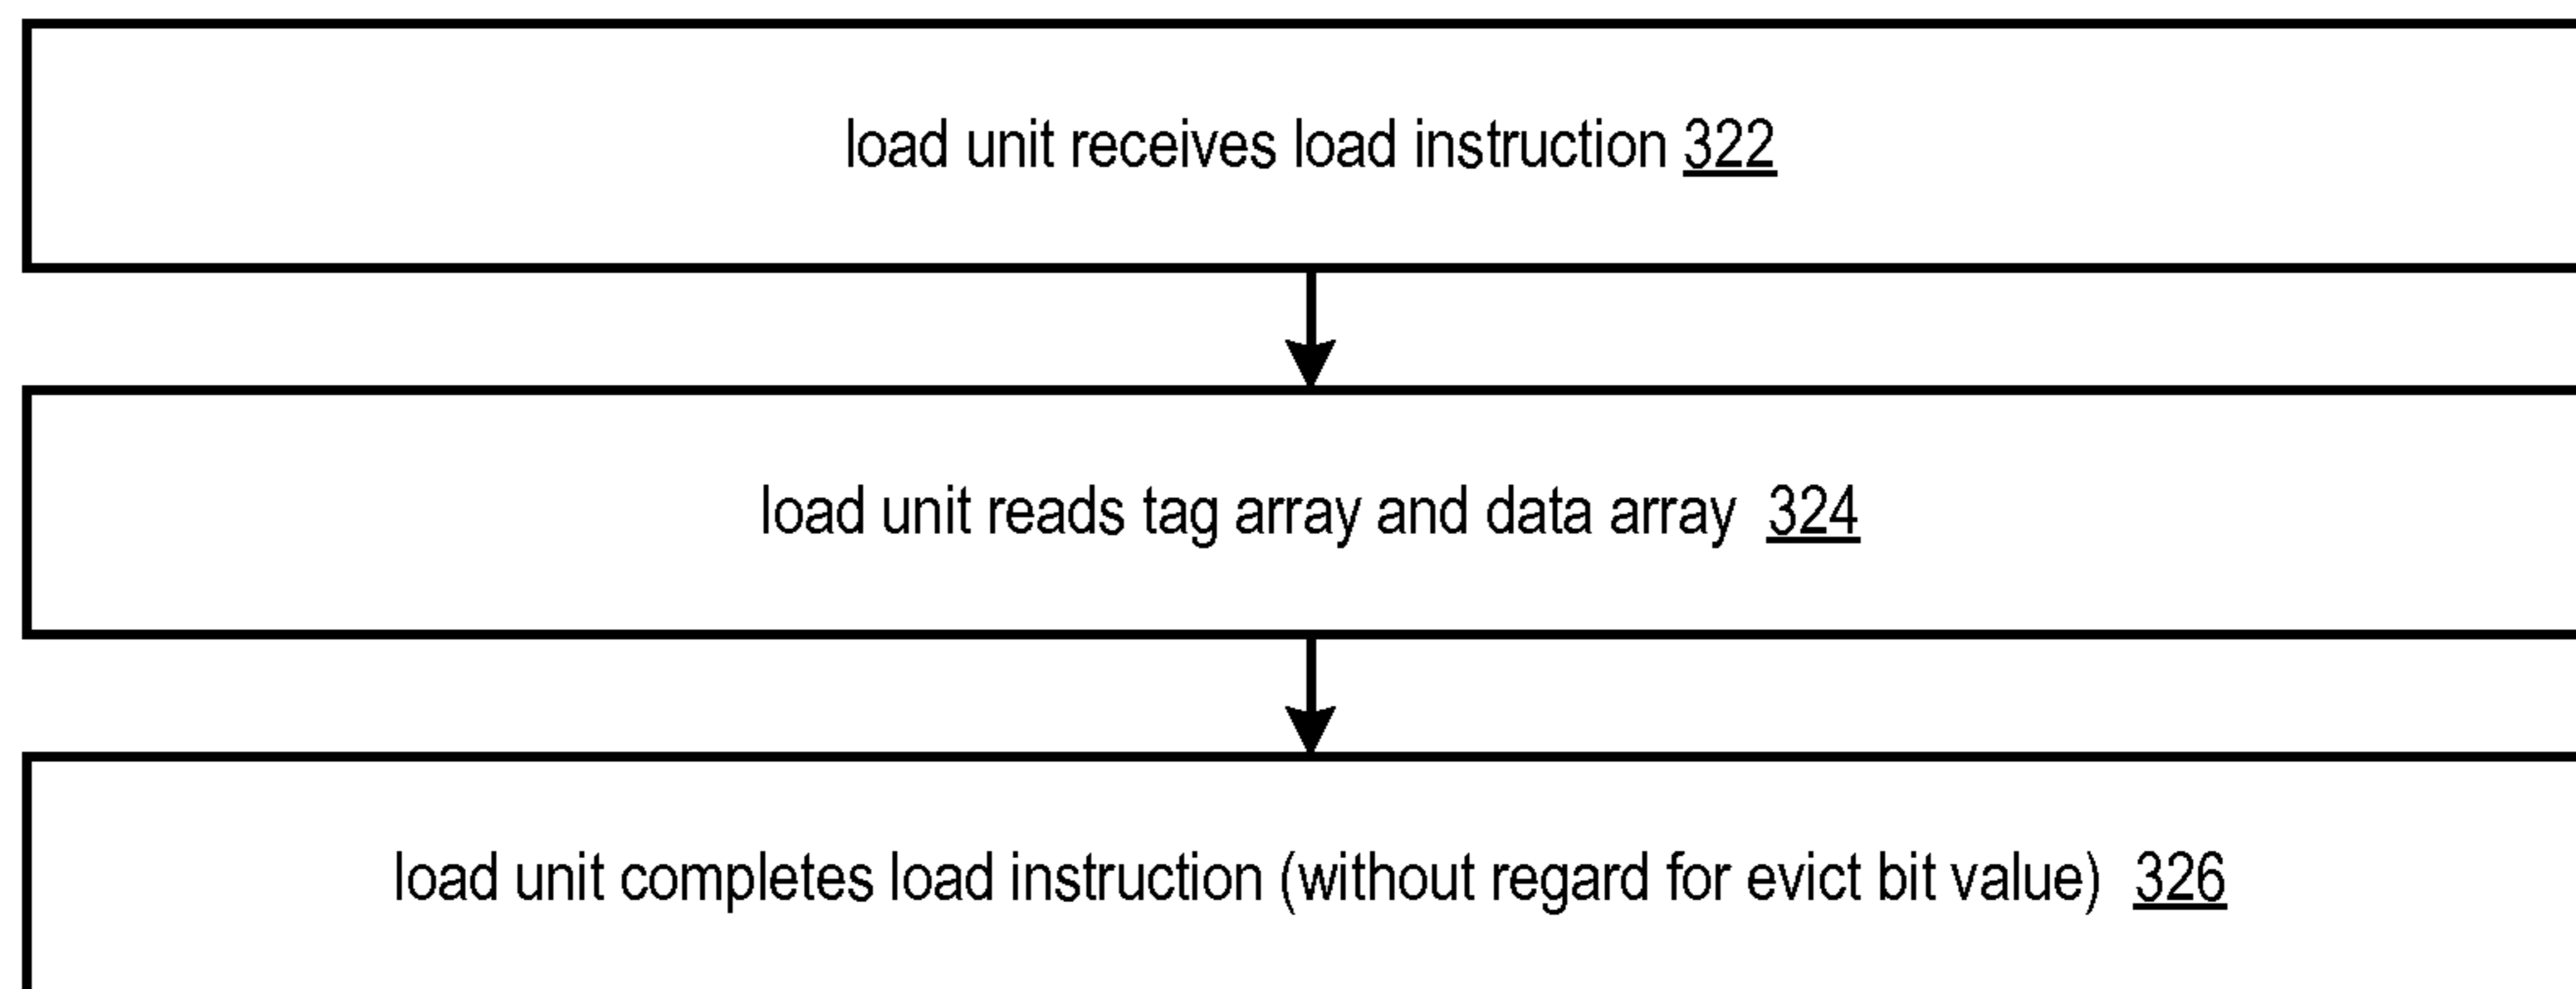 load unit receives load instruction 322
load unit reads tag array and data array 324
load unit completes load instruction (without regard for evict bit value) 326